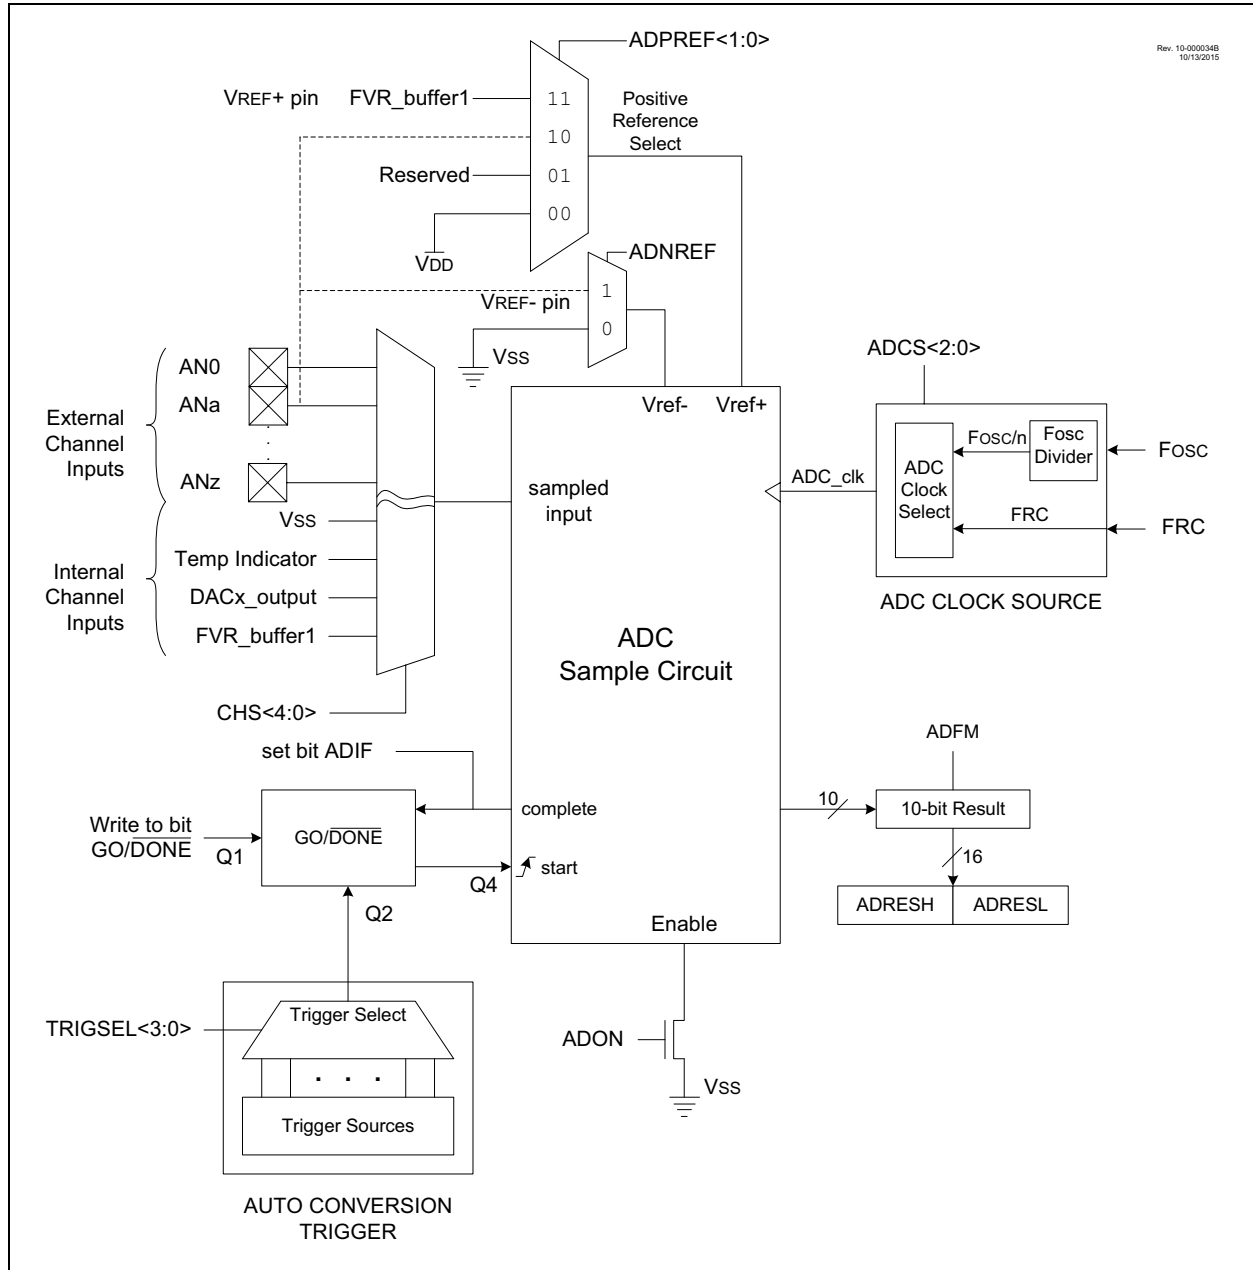 ADPREF<1:0>
Rev. 10-000034B
10/13/2015
VREF+ pin
FVR_buffer1
11
Positive
Reference
Select
10
Reserved
01
00
VDD
ADNREF
VREF- pin
1
0
VSS
ADCS<2:0>
AN0
ANa
.
.
.
ANz
External
Channel
Inputs
VSS
Temp Indicator
DACx_output
FVR_buffer1
Internal
Channel
Inputs
CHS<4:0>
Vref-
Vref+
sampled
input
ADC_clk
ADC
Clock
Select
FOSC/n
Fosc
Divider
FOSC
FRC
FRC
ADC CLOCK SOURCE
ADC
Sample Circuit
set bit ADIF
ADFM
complete
10
10-bit Result
Write to bit
GO/DONE
Q1
GO/DONE
Q4
start
16
ADRESH
ADRESL
Q2
Enable
TRIGSEL<3:0>
Trigger Select
. . .
Trigger Sources
ADON
VSS
AUTO CONVERSION
TRIGGER